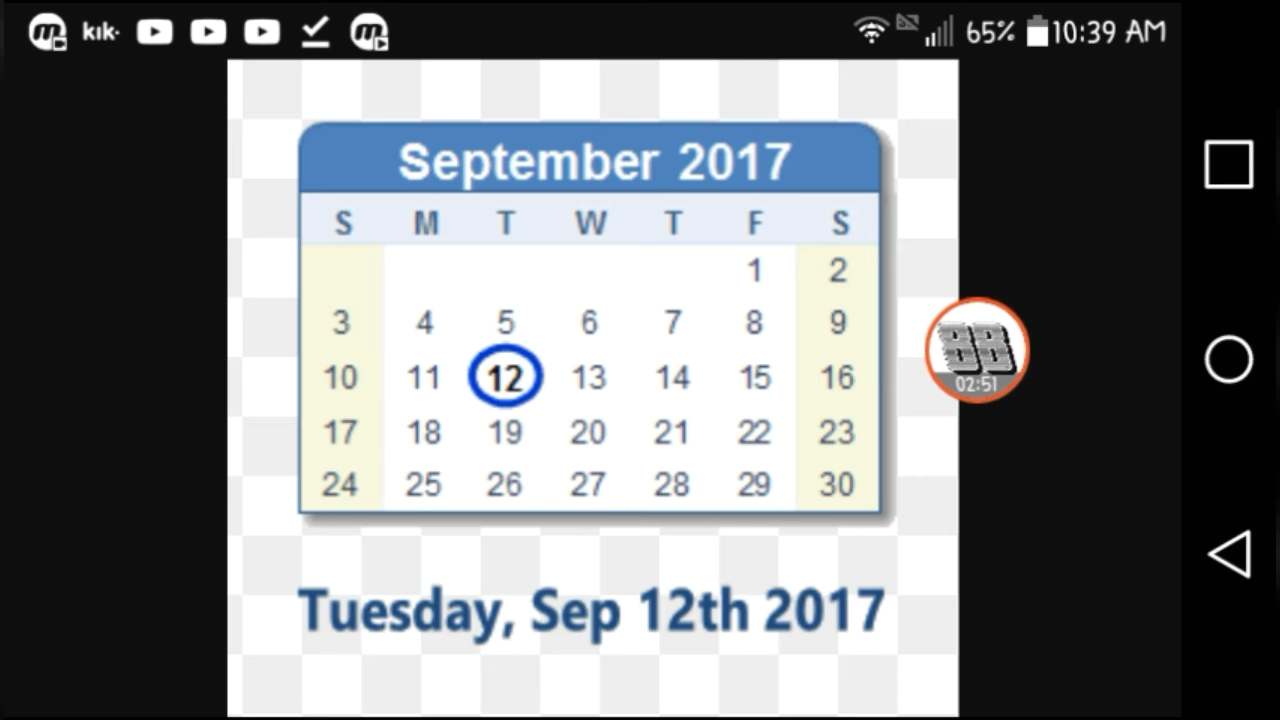 kik·
65% 10:39 AM
September 2017
S M T W T F S
1 2
3 4 5 6 7 8 9
10 11 12 13 14 15 16
17 18 19 20 21 22 23
24 25 26 27 28 29 30
88
02:51
Tuesday, Sep 12th 2017